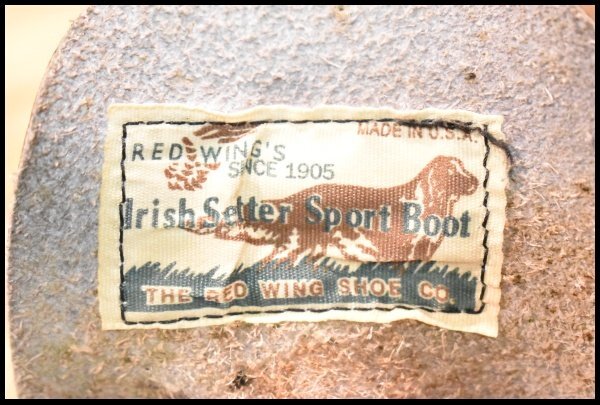 MADE IN U.S.A.
RED WING'S
SINCE 1905
Irish Setter Sport Boot
THE RED WING SHOE CO.